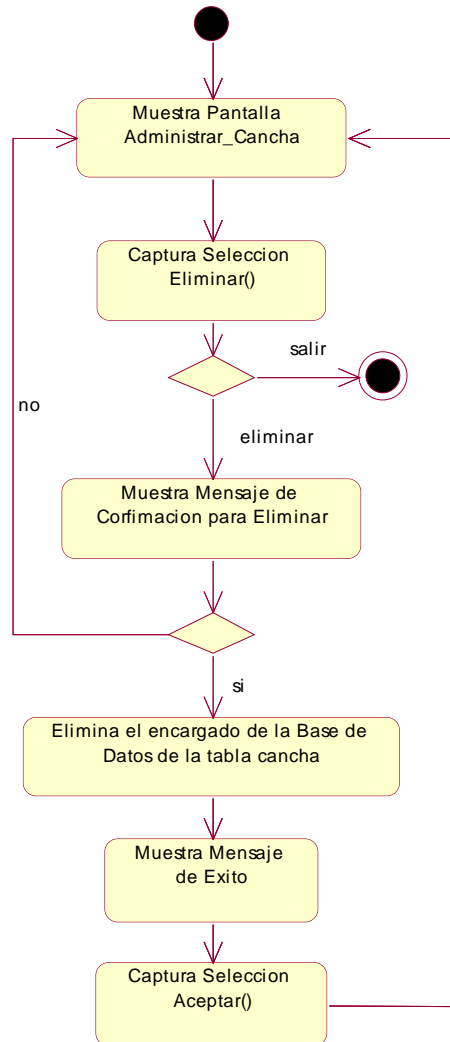 Muestra Pantalla
Administrar_Cancha
Captura Seleccion
Eliminar()
salir
no
eliminar
Muestra Mensaje de
Corfimacion para Eliminar
si
Elimina el encargado de la Base de
Datos de la tabla cancha
Muestra Mensaje
de Exito
Captura Seleccion
Aceptar()